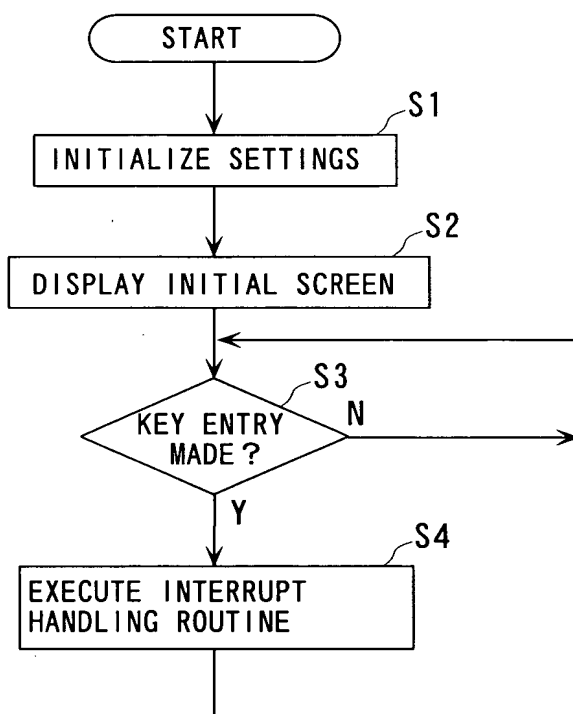 START
S1
INITIALIZE SETTINGS
S2
DISPLAY INITIAL SCREEN
S3
KEY ENTRY
MADE?
N
Y
S4
EXECUTE INTERRUPT
HANDLING ROUTINE